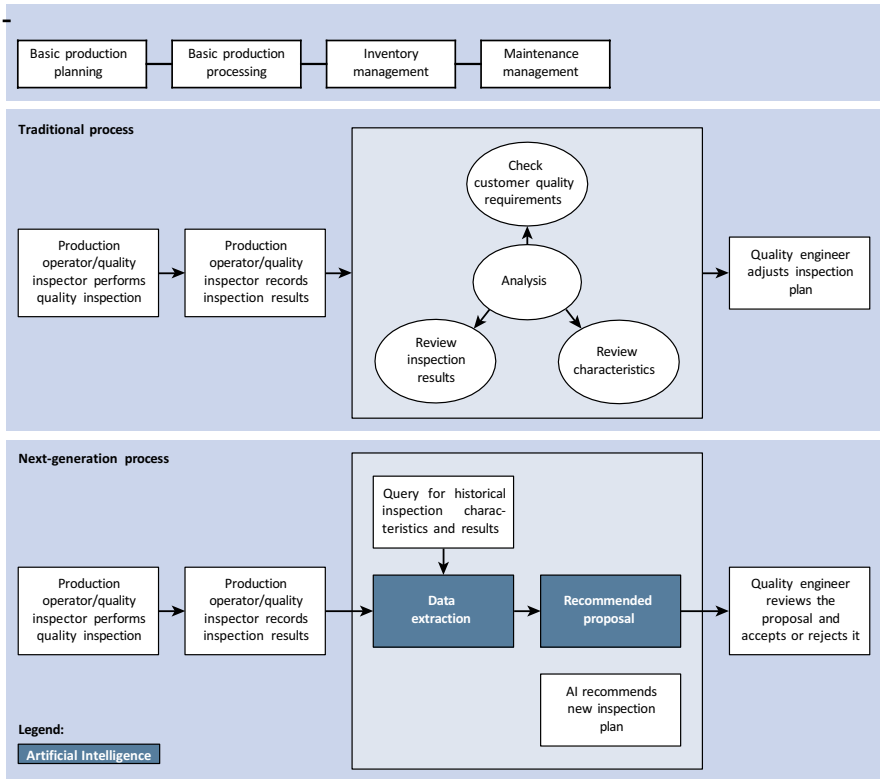 Basic production
planning
Basic production
processing
Inventory
management
Maintenance
management
Traditional process
Production
operator/quality
inspector performs
quality inspection
Production
operator/quality
inspector records
inspection results
Check
customer quality
requirements
Analysis
Review
inspection
results
Review
characteristics
Quality engineer
adjusts inspection
plan
Next-generation process
Production
operator/quality
inspector performs
quality inspection
Production
operator/quality
inspector records
inspection results
Query for historical
inspection charac-
teristics and results
Data
extraction
Recommended
proposal
AI recommends
new inspection
plan
Quality engineer
reviews the
proposal and
accepts or rejects it
Legend:
Artificial Intelligence